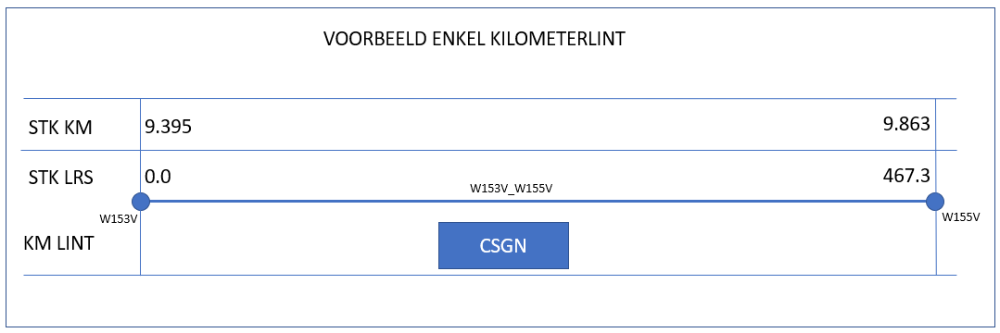 VOORBEELD ENKEL KILOMETERLINT
STK KM 9.395 9.863
STK LRS 0.0 467.3
W153V_W155V
W153V W155V
KM LINT CSGN